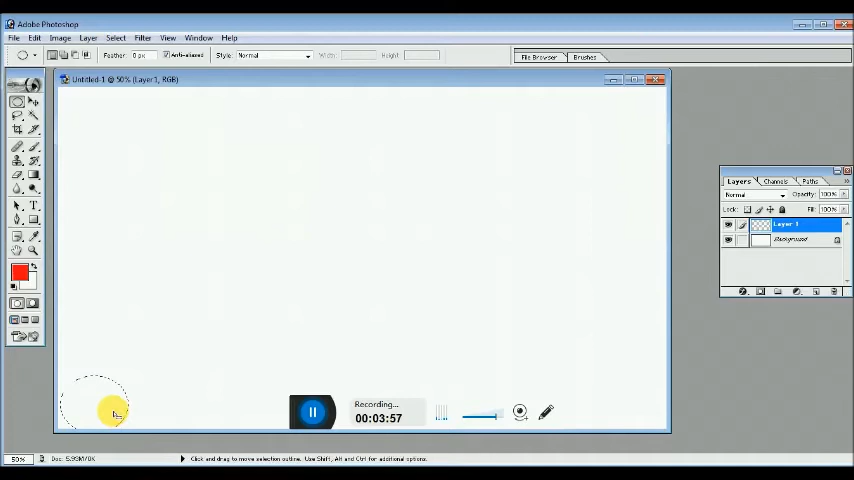 Adobe Photoshop
File Edit Image Layer Select Filter View Window Help
Feather: 0 px Anti-aliased Style: Normal Width: Height: File Browser Brushes
Untitled-1 @ 50% (Layer 1, RGB)
Layers Channels Paths
Normal Opacity: 100%
Lock: Fill: 100%
Layer 1
Background
Recording...
00:03:57
50% Doc: 5.93M/0K Click and drag to move selection outline. Use Shift, Alt and Ctrl for additional options.